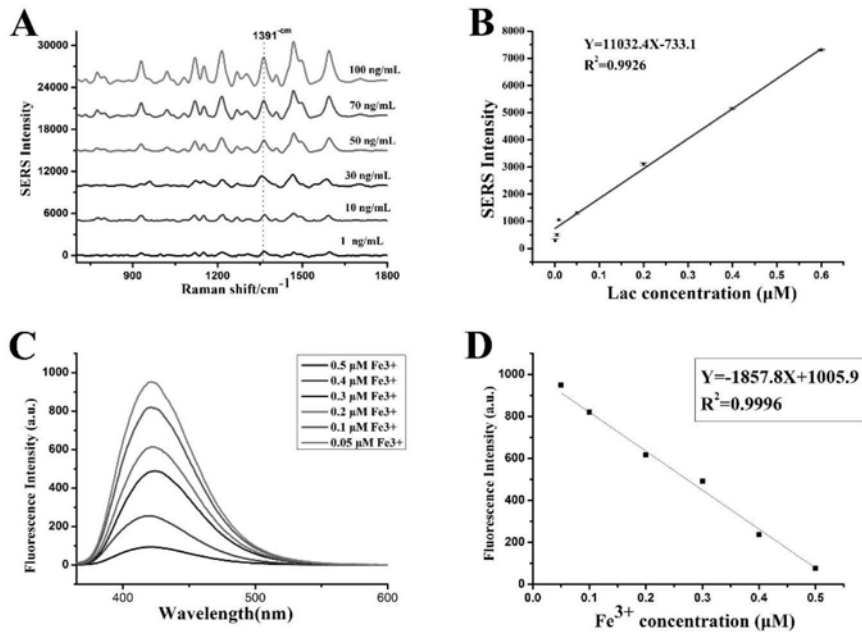 A
1391⁻ᶜᵐ
30000
24000
18000
12000
6000
0
SERS Intensity
100 ng/mL
70 ng/mL
50 ng/mL
30 ng/mL
10 ng/mL
1 ng/mL
900
1200
1500
1800
Raman shift/cm⁻¹
B
Y=11032.4X-733.1
R²=0.9926
8000
7000
6000
5000
4000
3000
2000
1000
0
SERS Intensity
0.0
0.1
0.2
0.3
0.4
0.5
0.6
Lac concentration (μM)
C
1000
800
600
400
200
0
Fluorescence Intensity (a.u.)
0.5 μM Fe3+
0.4 μM Fe3+
0.3 μM Fe3+
0.2 μM Fe3+
0.1 μM Fe3+
0.05 μM Fe3+
400
500
600
Wavelength(nm)
D
Y=-1857.8X+1005.9
R²=0.9996
1000
800
600
400
200
0
Fluorescence Intensity (a.u.)
0.0
0.1
0.2
0.3
0.4
0.5
Fe³⁺ concentration (μM)